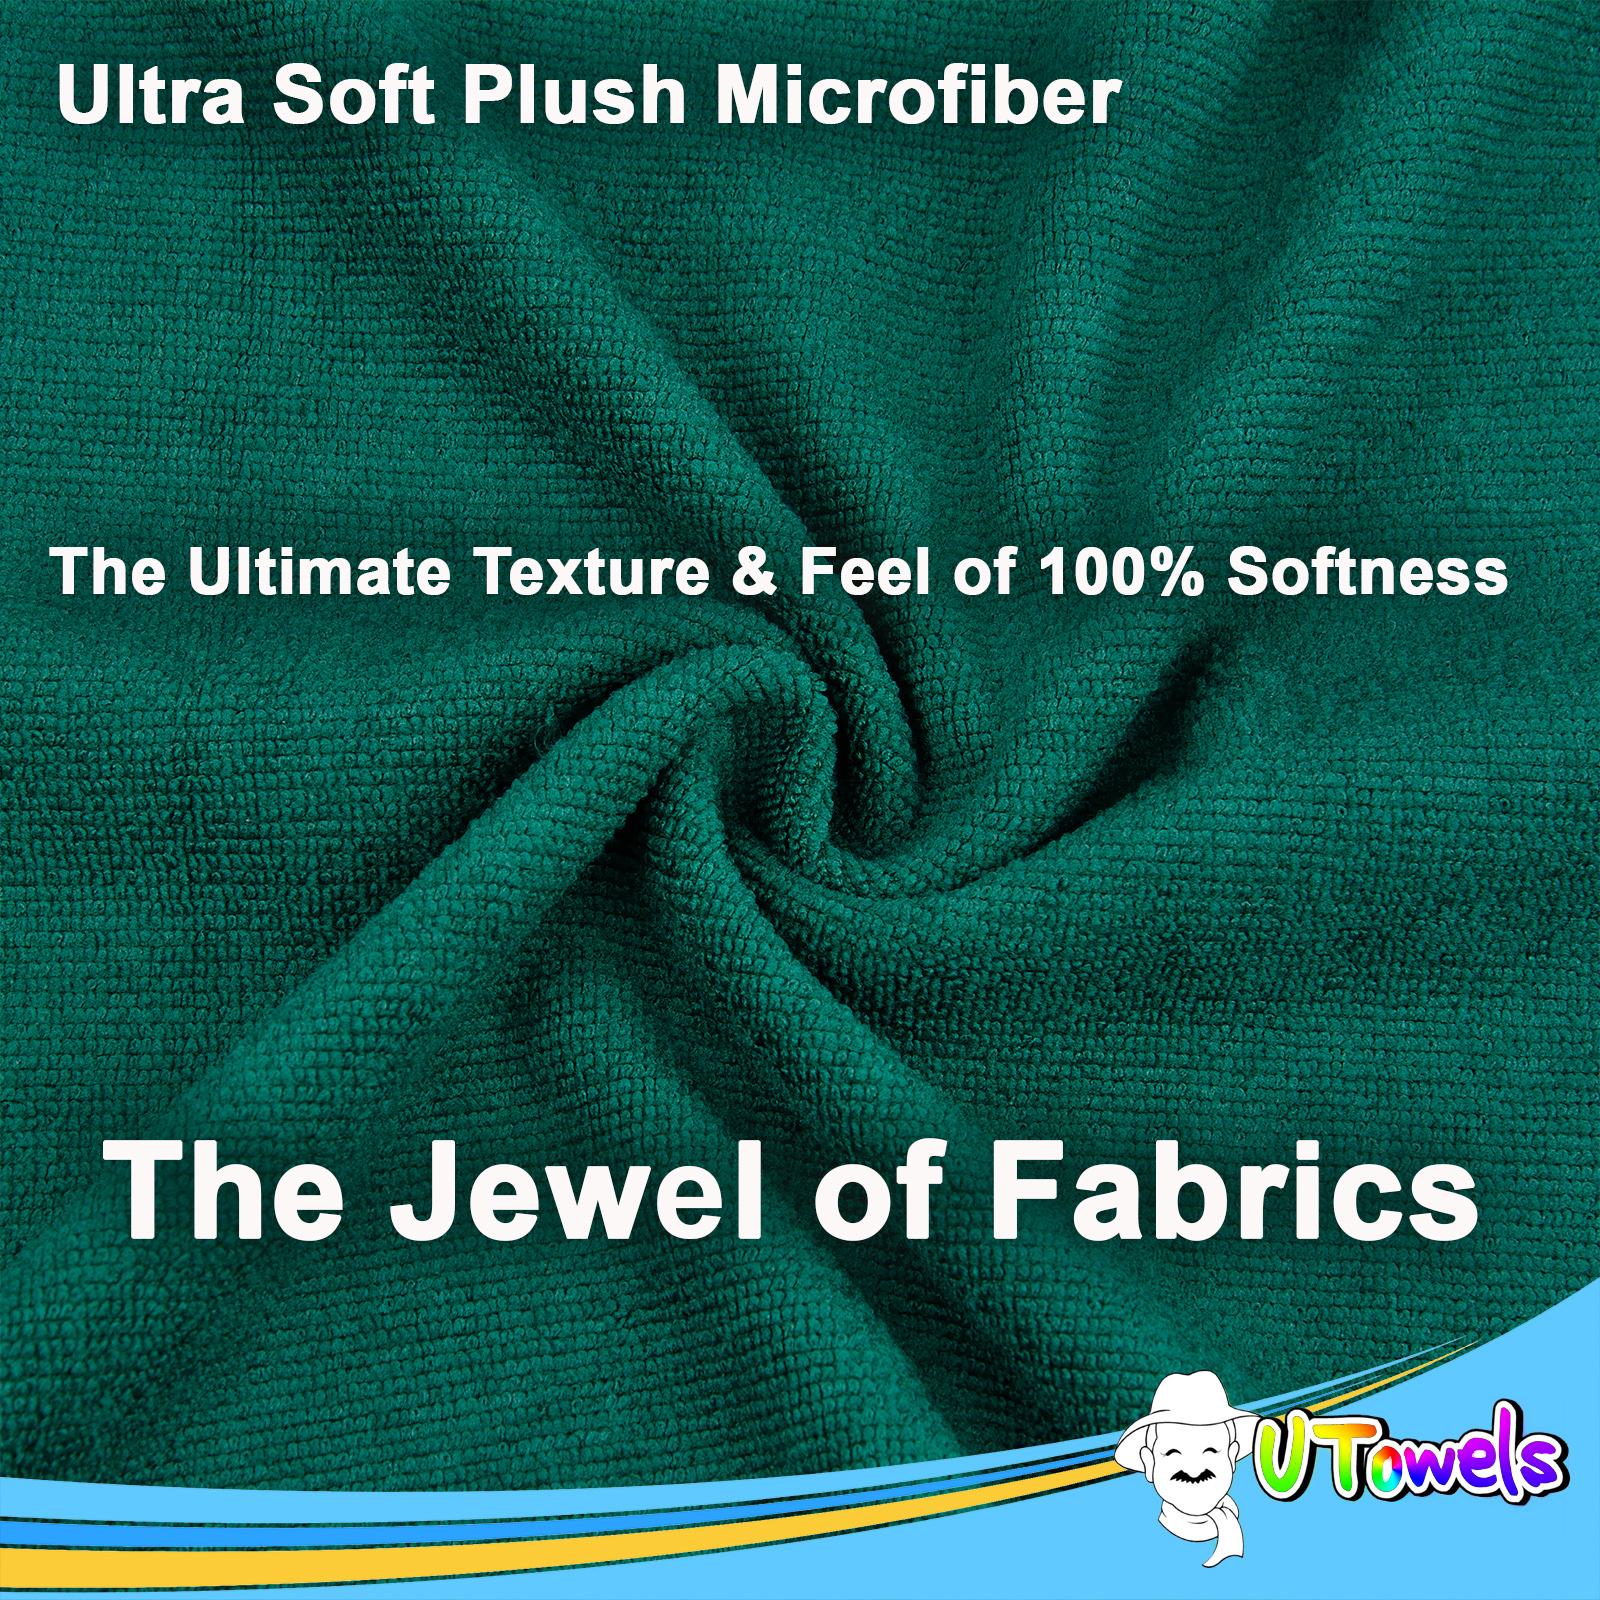 Ultra Soft Plush Microfiber
The Ultimate Texture & Feel of 100% Softness
The Jewel of Fabrics
UTowels